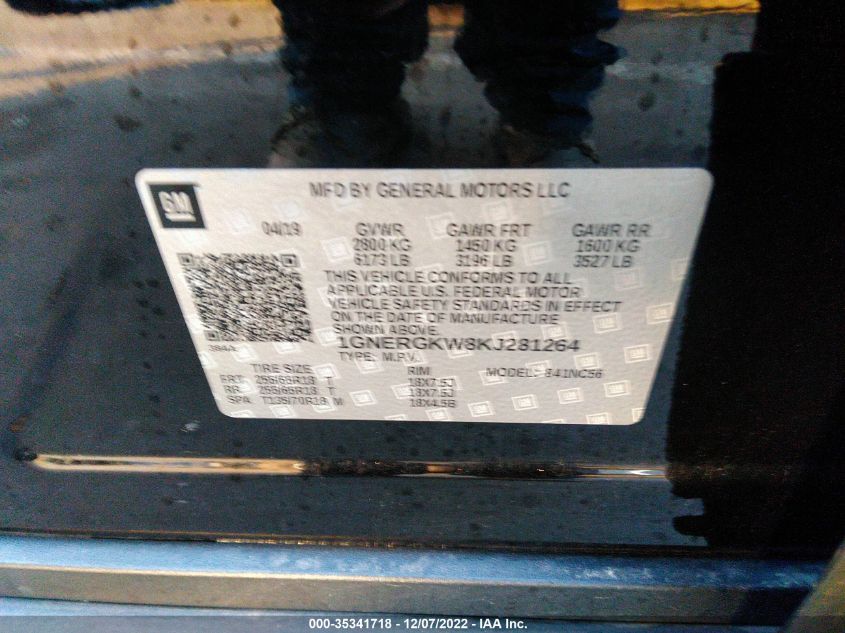 GM
MFD BY GENERAL MOTORS LLC
04/19 GVWR GAWR FRT GAWR RR
2800 KG 1450 KG 1600 KG
6173 LB 3196 LB 3527 LB
THIS VEHICLE CONFORMS TO ALL
APPLICABLE U.S. FEDERAL MOTOR
VEHICLE SAFETY STANDARDS IN EFFECT
ON THE DATE OF MANUFACTURE
SHOWN ABOVE.
1GNERGKW8KJ281264
TYPE: M.P.V.
TIRE SIZE RIM MODEL:
FRT 255/65R18 T 18X7.5J
RR 255/65R18 T 18X7.5J
SPA T135/70R18 M 18X4.5B
000-35341718 - 12/07/2022 - IAA Inc.